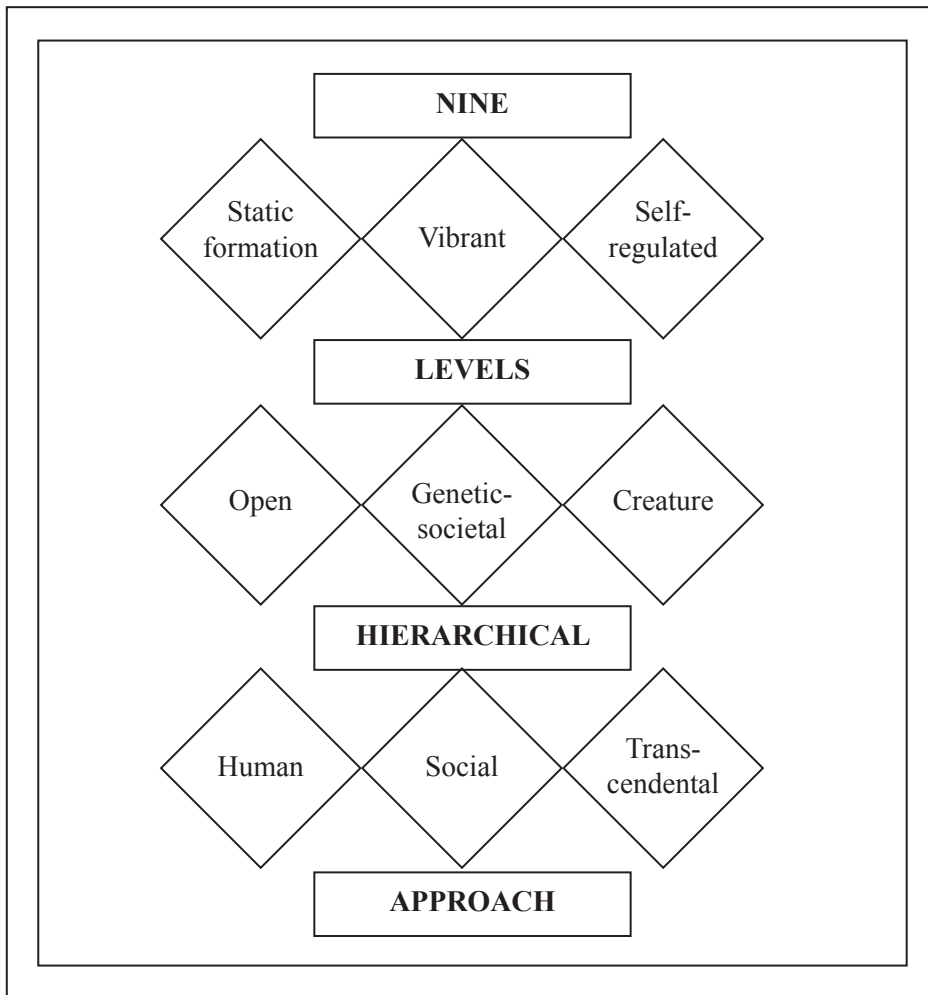 NINE
Static
formation
Vibrant
Self-
regulated
LEVELS
Open
Genetic-
societal
Creature
HIERARCHICAL
Human
Social
Trans-
cendental
APPROACH